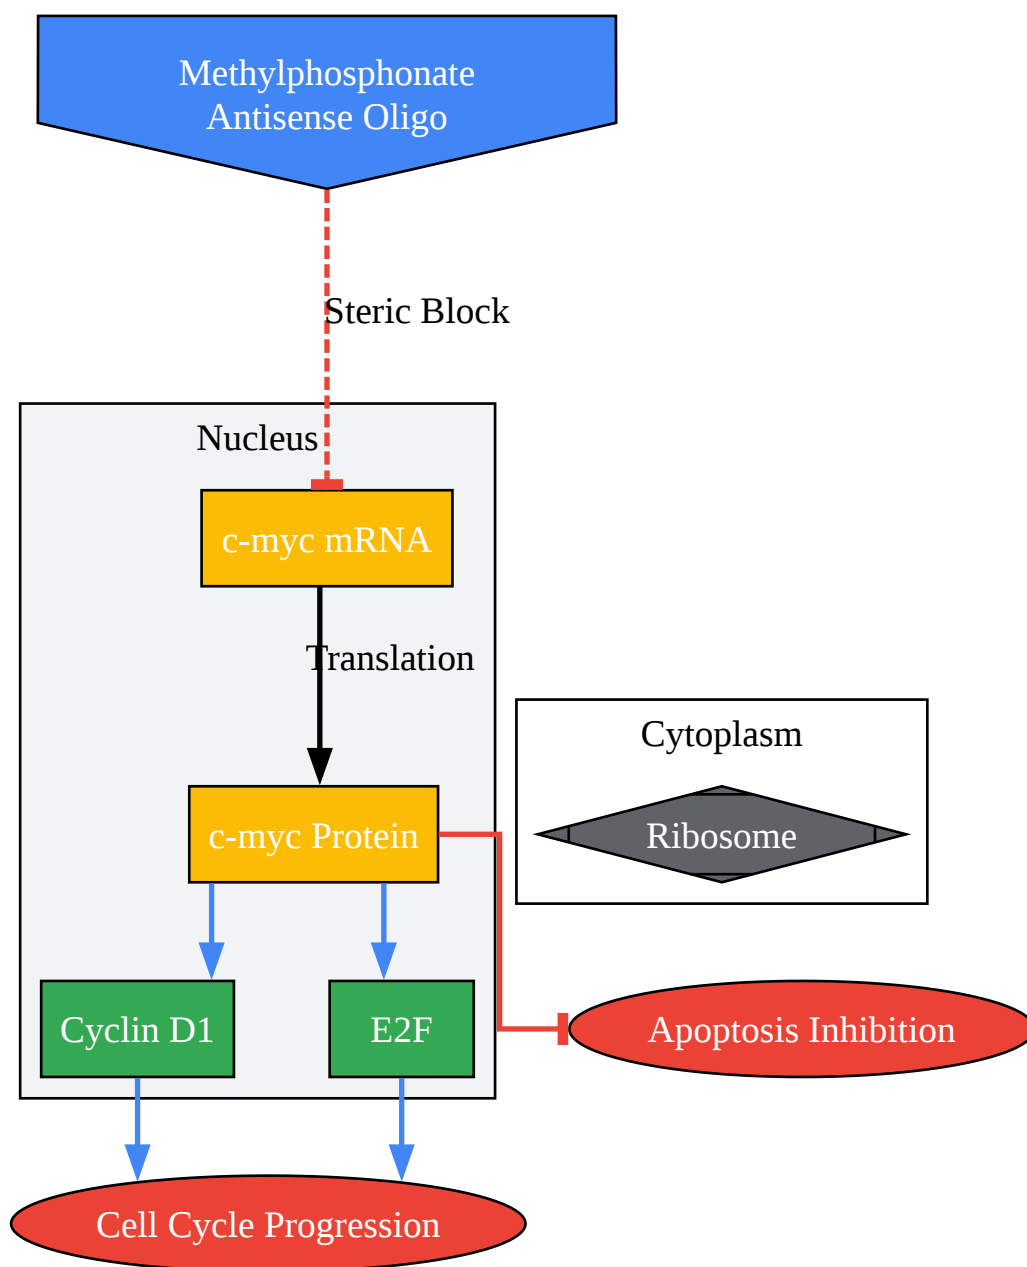 Methylphosphonate
Antisense Oligo
Steric Block
Nucleus
c-myc mRNA
Translation
Cytoplasm
c-myc Protein
Ribosome
Cyclin D1
E2F
Apoptosis Inhibition
Cell Cycle Progression